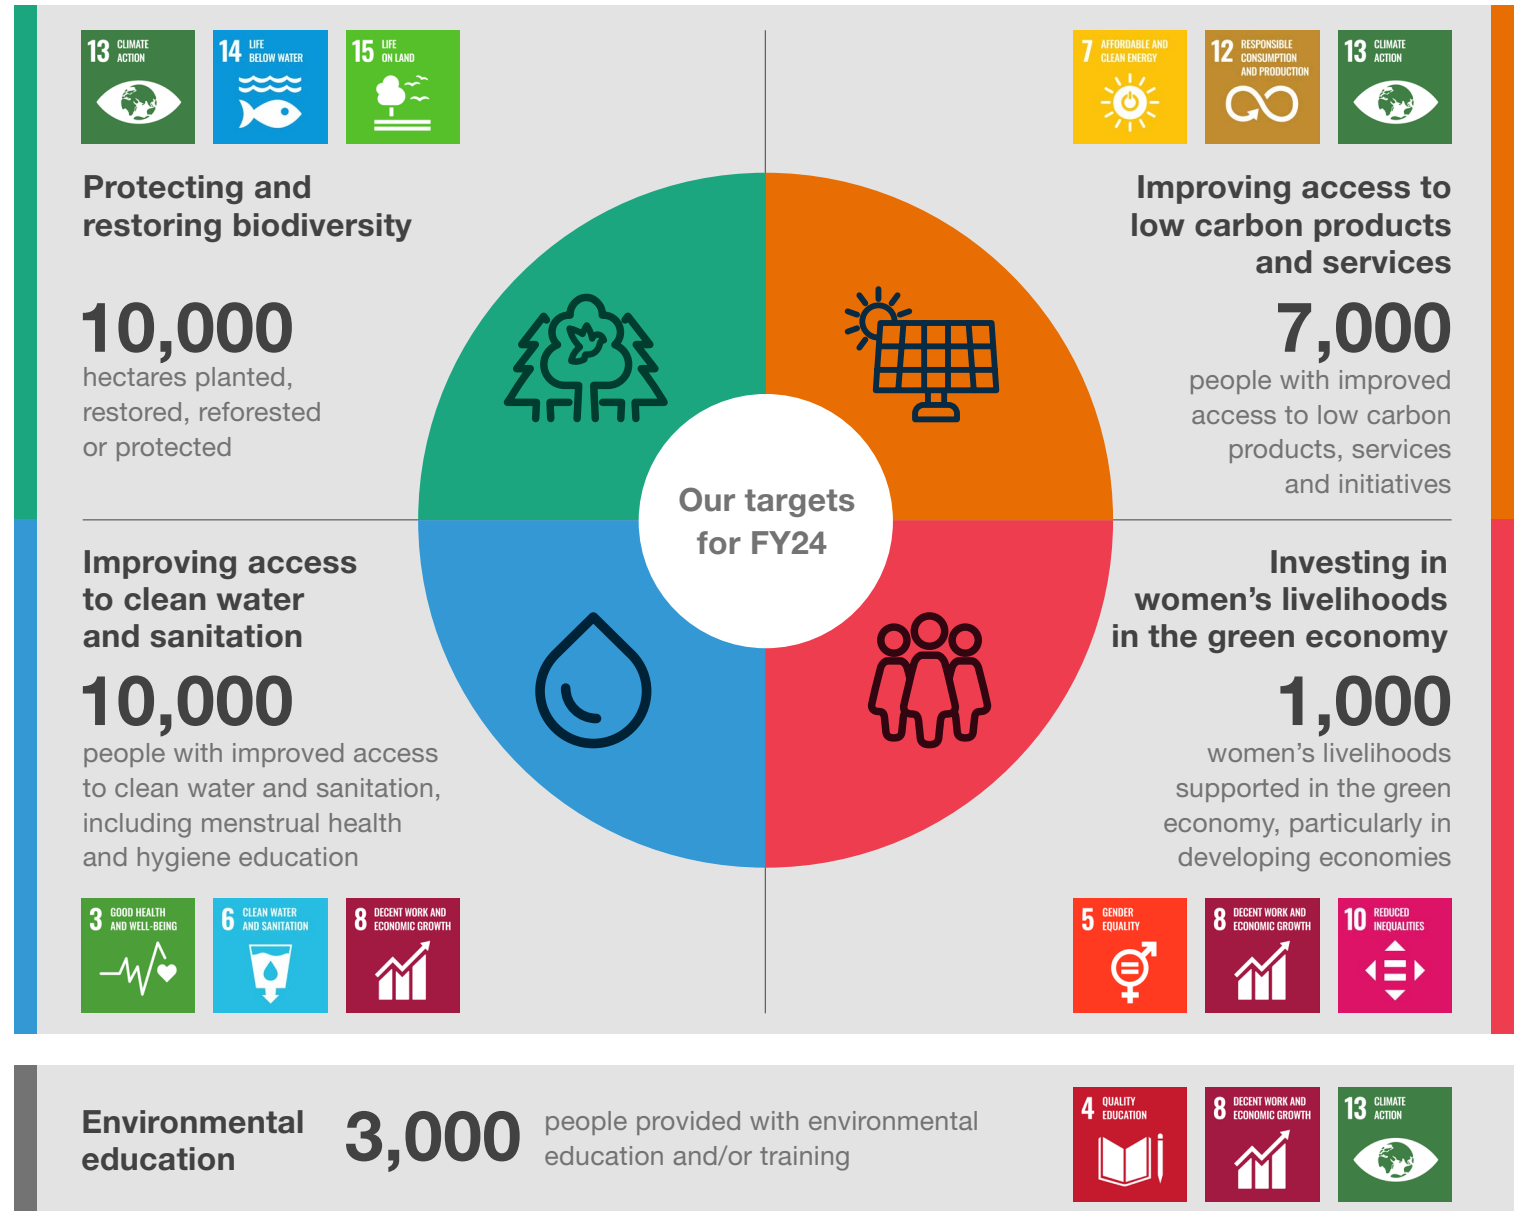 13 CLIMATE
ACTION
14 LIFE
BELOW WATER
15 LIFE
ON LAND
Protecting and
restoring biodiversity
10,000
hectares planted,
restored, reforested
or protected
7 AFFORDABLE AND
CLEAN ENERGY
12 RESPONSIBLE
CONSUMPTION
AND PRODUCTION
13 CLIMATE
ACTION
Improving access to
low carbon products
and services
7,000
people with improved
access to low carbon
products, services
and initiatives
Our targets
for FY24
Improving access
to clean water
and sanitation
10,000
people with improved access
to clean water and sanitation,
including menstrual health
and hygiene education
3 GOOD HEALTH
AND WELL-BEING
6 CLEAN WATER
AND SANITATION
8 DECENT WORK AND
ECONOMIC GROWTH
Investing in
women's livelihoods
in the green economy
1,000
women's livelihoods
supported in the green
economy, particularly in
developing economies
5 GENDER
EQUALITY
8 DECENT WORK AND
ECONOMIC GROWTH
10 REDUCED
INEQUALITIES
Environmental
education
3,000
people provided with environmental
education and/or training
4 QUALITY
EDUCATION
8 DECENT WORK AND
ECONOMIC GROWTH
13 CLIMATE
ACTION